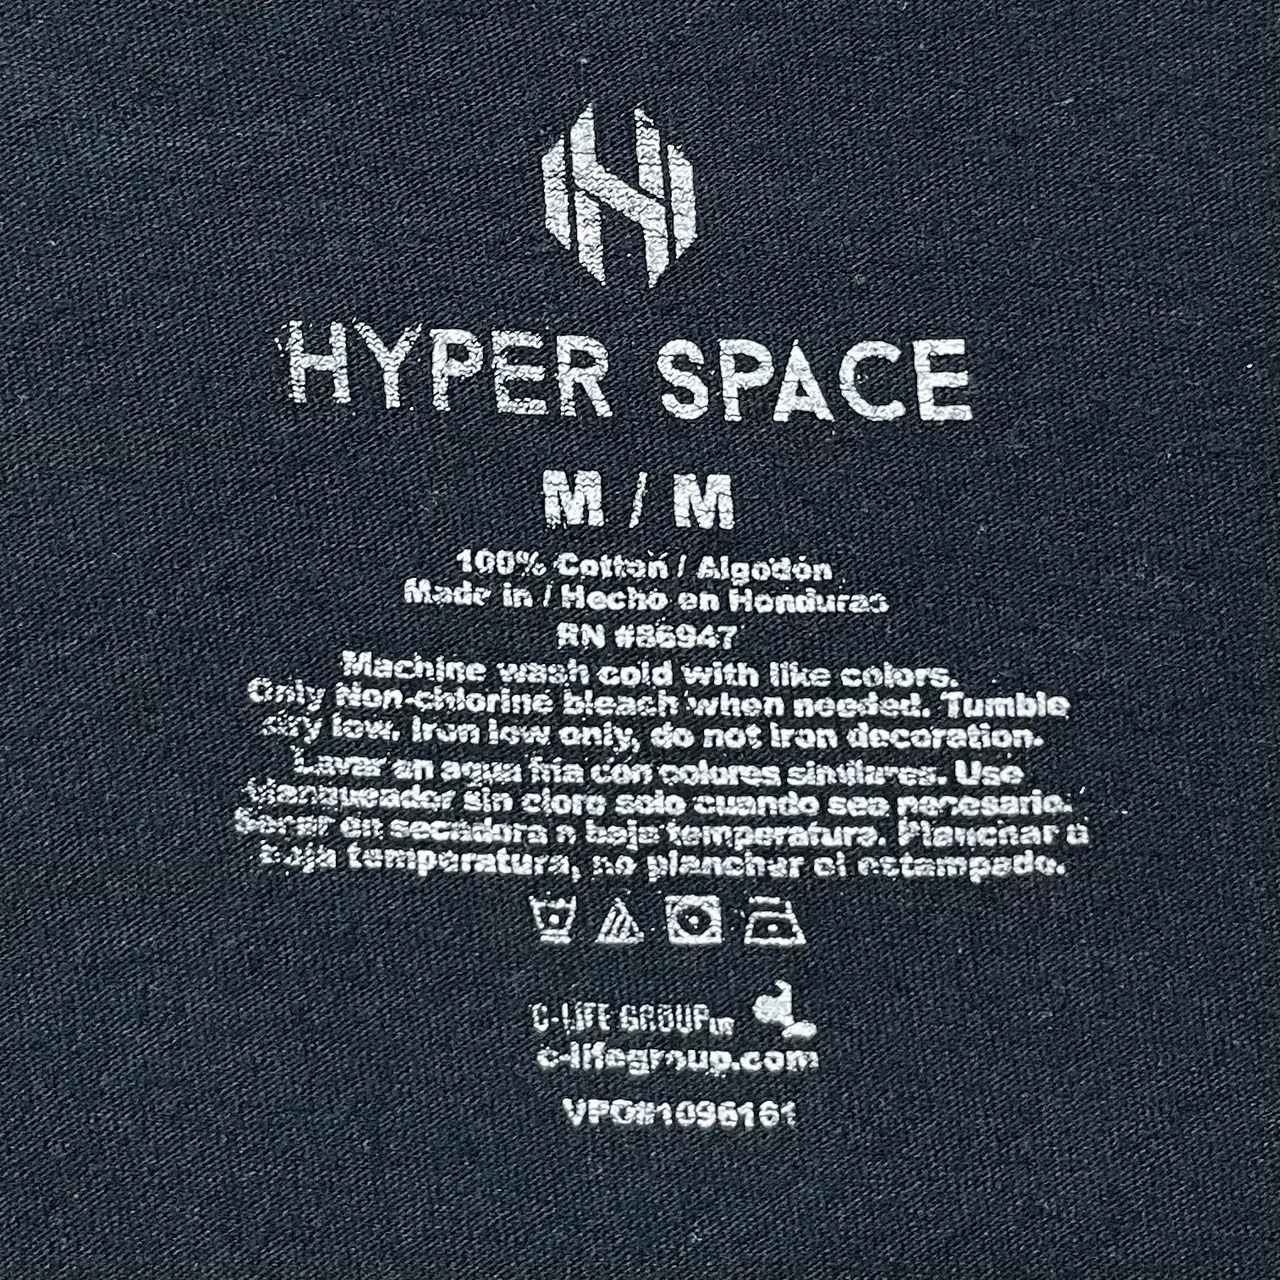 HYPER SPACE
M / M
100% Cotton / Algodón
Made in / Hecho en Honduras
RN #86947
Machine wash cold with like colors.
Only Non-chlorine bleach when needed. Tumble
dry low. Iron low only, do not iron decoration.
Lavar en agua fria con colores similares. Use
blanqueador sin cloro solo cuando sea necesario.
Secar en secadora a baja temperatura. Planchar a
baja temperatura, no planchar el estampado.
C-LIFE GROUP
c-lifegroup.com
VPO#1096161